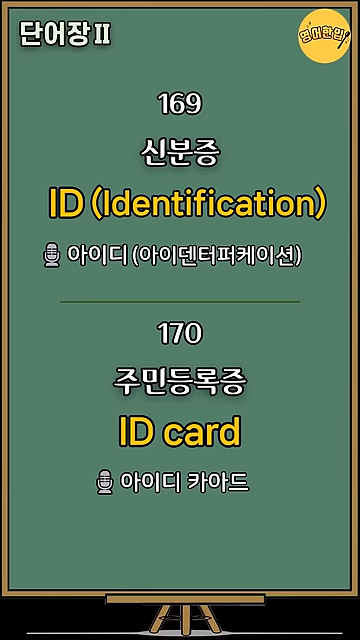 단어장 II
영어한입
169
신분증
ID (Identification)
아이디 (아이덴터퍼케이션)
170
주민등록증
ID card
아이디 카아드